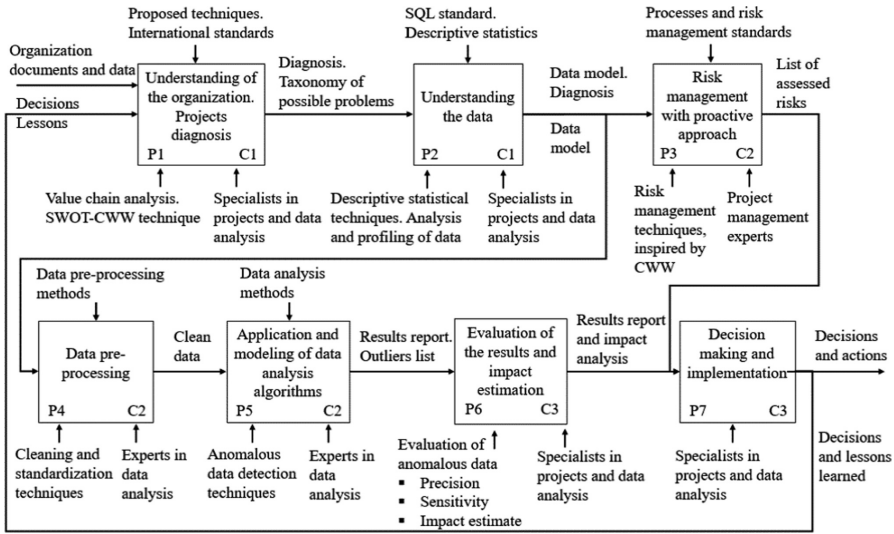 Proposed techniques.
International standards
SQL standard.
Descriptive statistics
Processes and risk
management standards
Organization
documents and data
Decisions
Lessons
Understanding of
the organization.
Projects
diagnosis
P1 C1
Diagnosis.
Taxonomy of
possible problems
Understanding
the data
P2 C1
Data model.
Diagnosis
Data
model
Risk
management
with proactive
approach
P3 C2
List of
assessed
risks
Value chain analysis.
SWOT-CWW technique
Specialists in
projects and data
analysis
Descriptive statistical
techniques. Analysis
and profiling of data
Specialists in
projects and data
analysis
Risk
management
techniques,
inspired by
CWW
Project
management
experts
Data pre-processing
methods
Data analysis
methods
Data pre-
processing
P4 C2
Clean
data
Application and
modeling of data
analysis
algorithms
P5 C2
Results report.
Outliers list
Evaluation of
the results and
impact
estimation
P6 C3
Results report
and impact
analysis
Decision
making and
implementation
P7 C3
Decisions
and actions
Cleaning and
standardization
techniques
Experts in
data
analysis
Anomalous
data detection
techniques
Experts in
data
analysis
Evaluation of
anomalous data
▪ Precision
▪ Sensitivity
▪ Impact estimate
Specialists in
projects and data
analysis
Specialists in
projects and data
analysis
Decisions
and lessons
learned